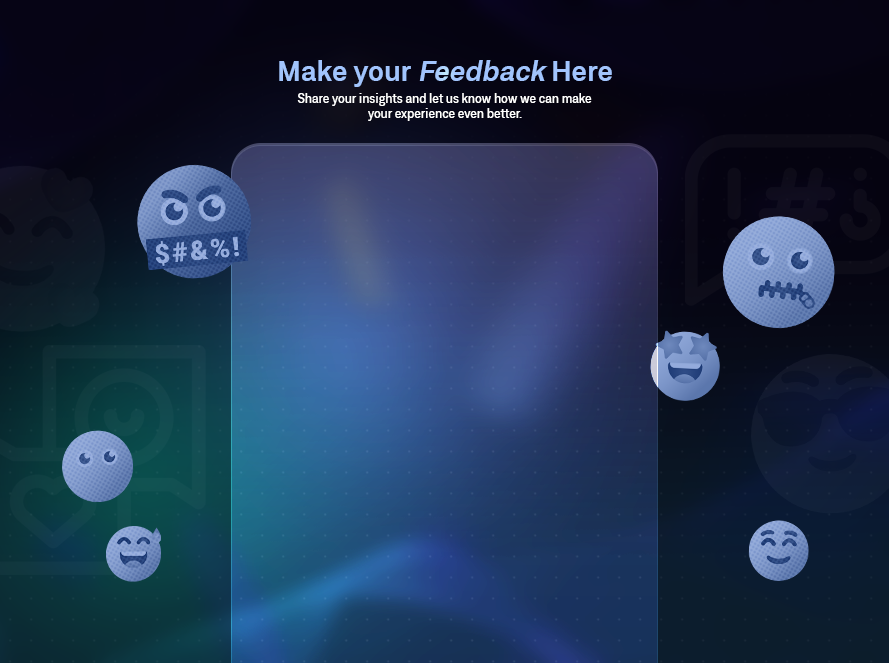 Make your Feedback Here
Share your insights and let us know how we can make
your experience even better.
$#&%!
!#¡